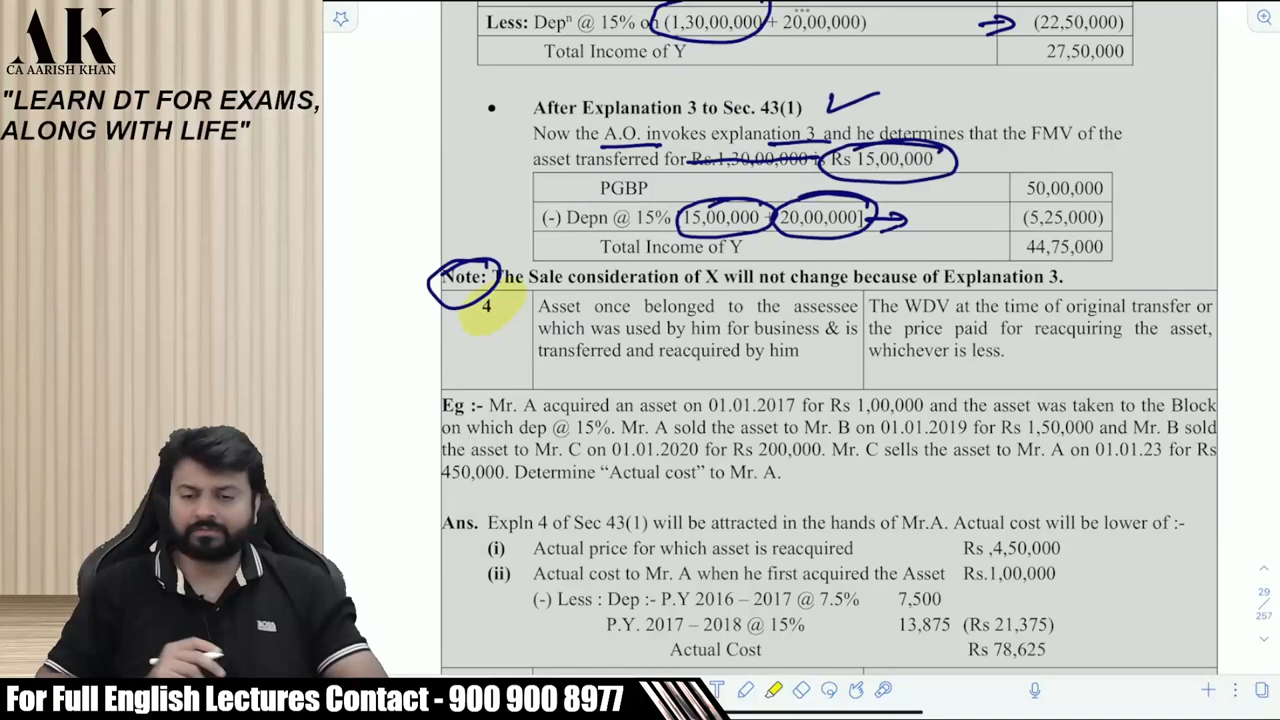 AK
CA AARISH KHAN
"LEARN DT FOR EXAMS,
ALONG WITH LIFE"
Less: Depⁿ @ 15% on (1,30,00,000 + 20,00,000) (22,50,000)
Total Income of Y 27,50,000
• After Explanation 3 to Sec. 43(1)
Now the A.O. invokes explanation 3 and he determines that the FMV of the
asset transferred for Rs.1,30,00,000 is Rs 15,00,000
PGBP 50,00,000
(-) Depn @ 15% [15,00,000 + 20,00,000] (5,25,000)
Total Income of Y 44,75,000
Note: The Sale consideration of X will not change because of Explanation 3.
4 Asset once belonged to the assessee The WDV at the time of original transfer or
which was used by him for business & is the price paid for reacquiring the asset,
transferred and reacquired by him whichever is less.
Eg :- Mr. A acquired an asset on 01.01.2017 for Rs 1,00,000 and the asset was taken to the Block
on which dep @ 15%. Mr. A sold the asset to Mr. B on 01.01.2019 for Rs 1,50,000 and Mr. B sold
the asset to Mr. C on 01.01.2020 for Rs 200,000. Mr. C sells the asset to Mr. A on 01.01.23 for Rs
450,000. Determine “Actual cost” to Mr. A.
Ans. Expln 4 of Sec 43(1) will be attracted in the hands of Mr.A. Actual cost will be lower of :-
(i) Actual price for which asset is reacquired Rs ,4,50,000
(ii) Actual cost to Mr. A when he first acquired the Asset Rs.1,00,000
(-) Less : Dep :- P.Y 2016 – 2017 @ 7.5% 7,500
P.Y. 2017 – 2018 @ 15% 13,875 (Rs 21,375)
Actual Cost Rs 78,625
29
/
257
For Full English Lectures Contact - 900 900 8977